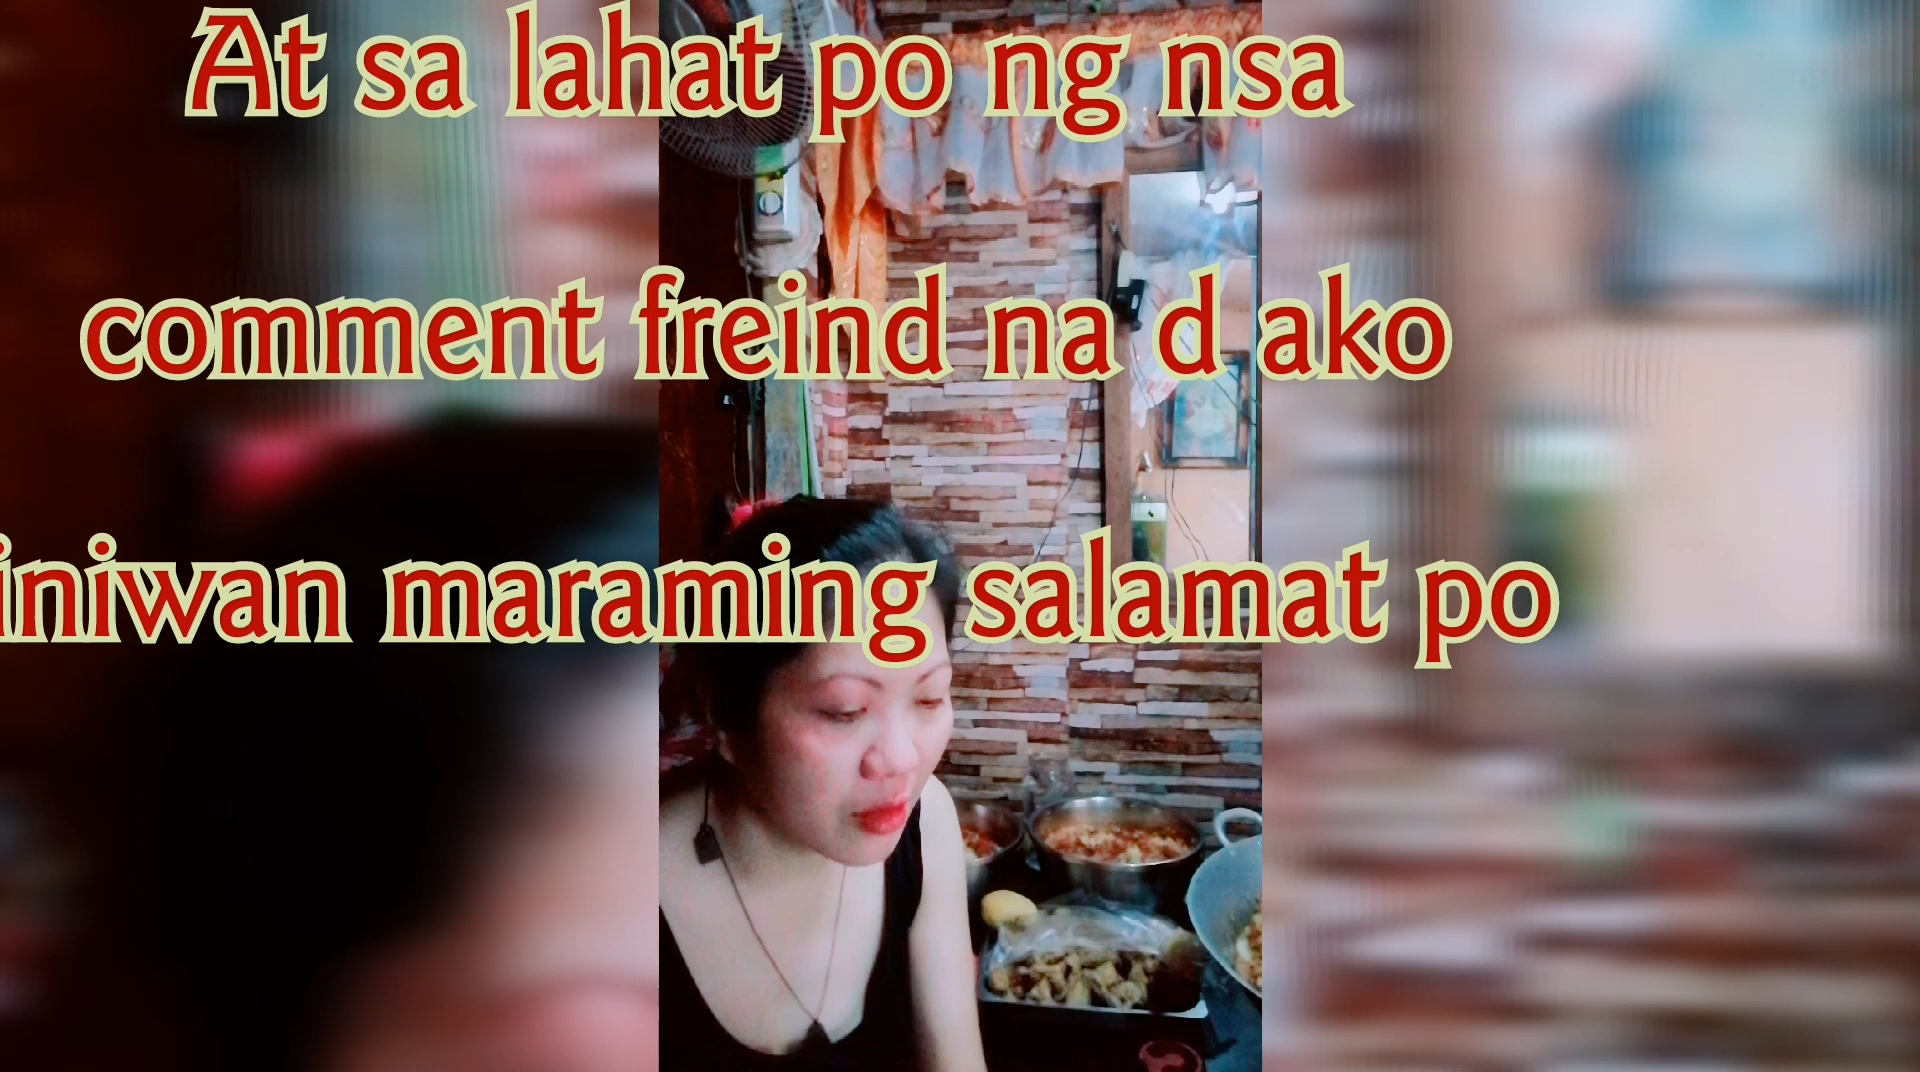 At sa lahat po ng nsa
comment freind na d ako
iniwan maraming salamat po